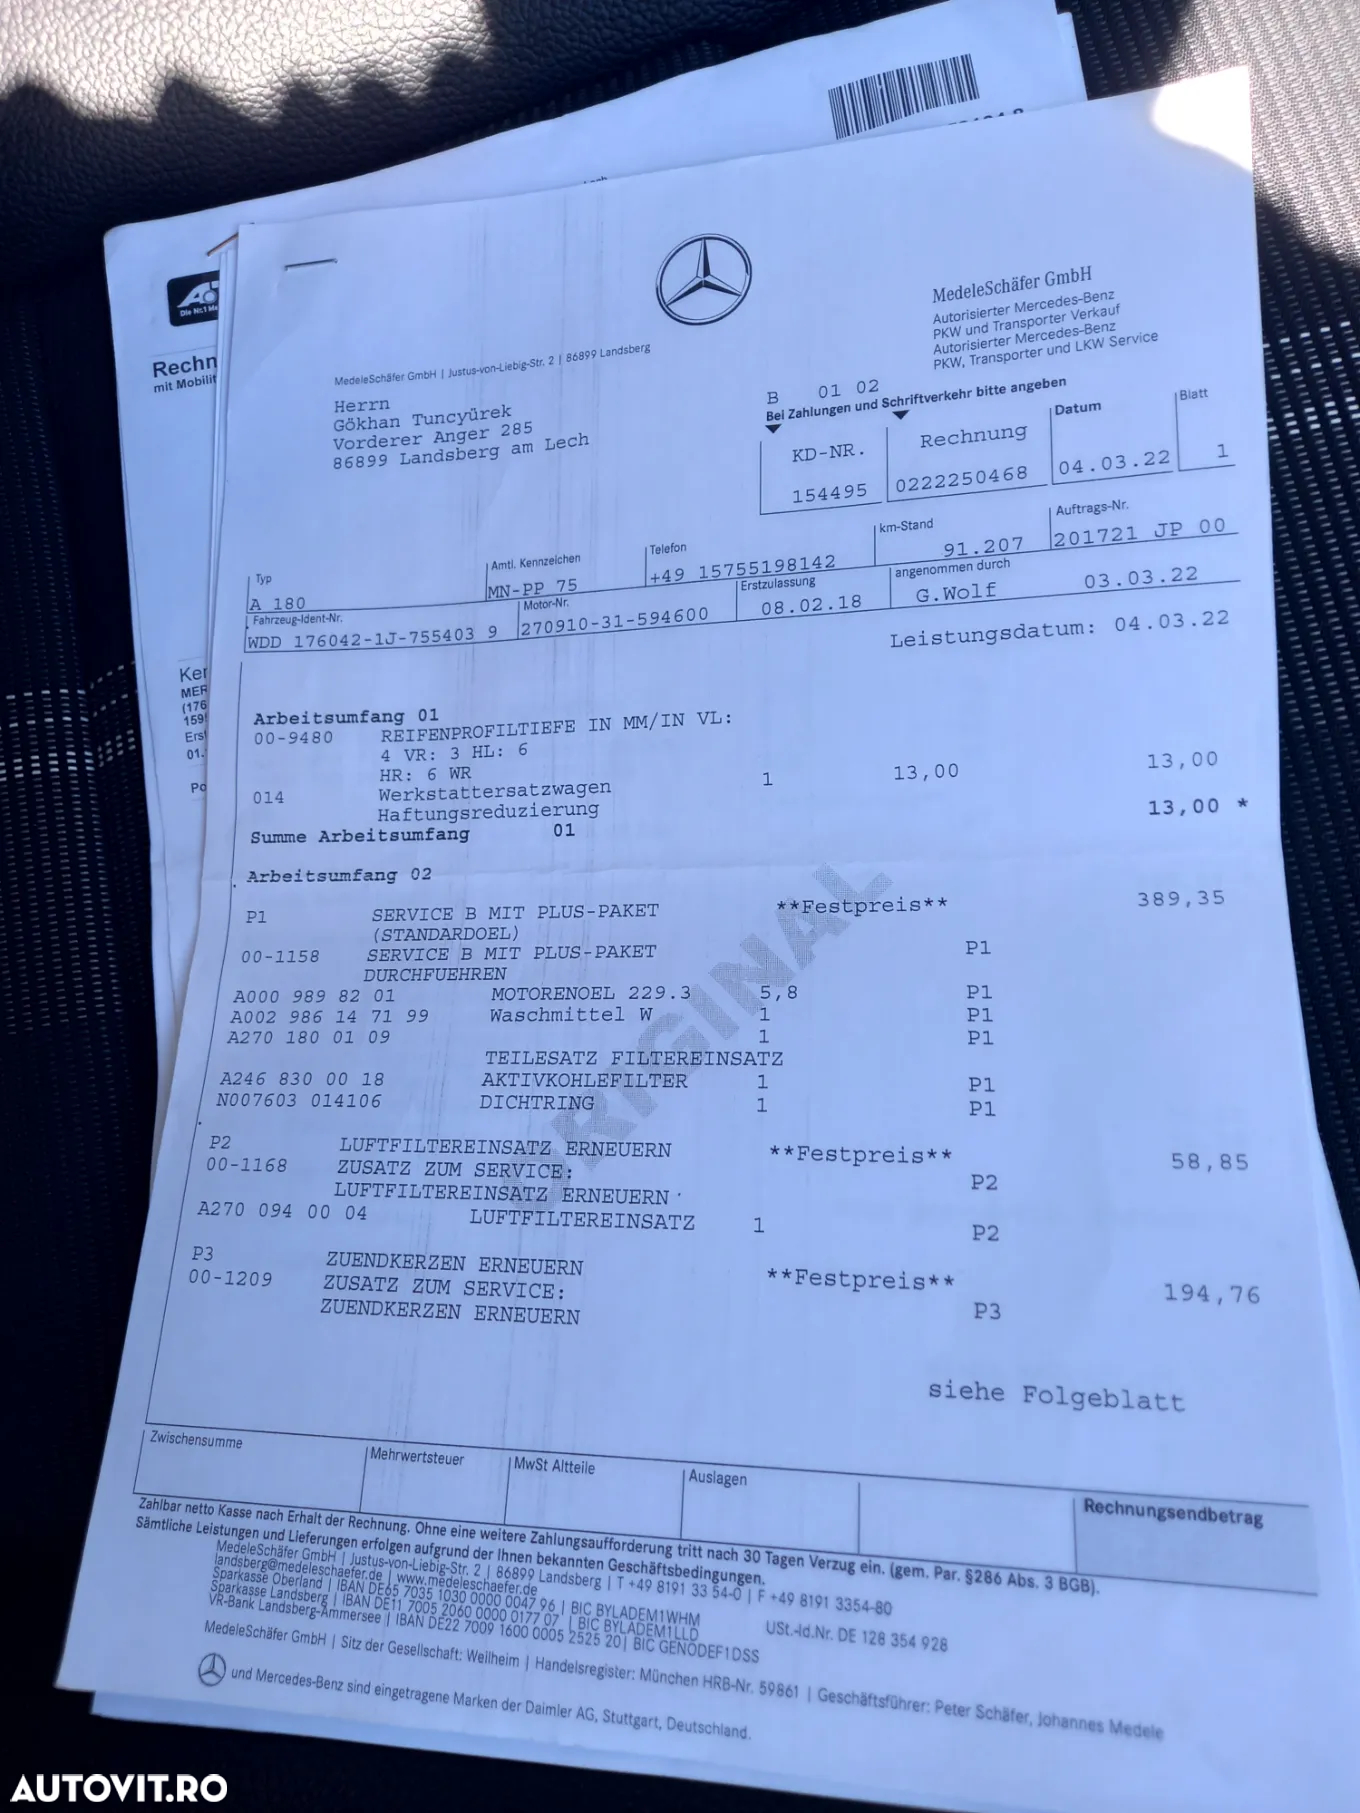 Die Nr.1
Rechn
mit Mobilit
MedeleSchäfer GmbH
Autorisierter Mercedes-Benz
PKW und Transporter Verkauf
Autorisierter Mercedes-Benz
PKW, Transporter und LKW Service
MedeleSchäfer GmbH | Justus-von-Liebig-Str. 2 | 86899 Landsberg
Herrn
Gökhan Tuncyürek
Vorderer Anger 285
86899 Landsberg am Lech
B 01 02
Bei Zahlungen und Schriftverkehr bitte angeben
KD-NR. Rechnung Datum Blatt
154495 0222250468 04.03.22 1
Typ Amtl. Kennzeichen Telefon km-Stand Auftrags-Nr.
A 180 MN-PP 75 +49 15755198142 91.207 201721 JP 00
Fahrzeug-Ident-Nr. Motor-Nr. Erstzulassung angenommen durch
WDD 176042-1J-755403 9 270910-31-594600 08.02.18 G.Wolf 03.03.22
Leistungsdatum: 04.03.22
Ker
MER
(176
159
Erst
01.
Po
Arbeitsumfang 01
00-9480 REIFENPROFILTIEFE IN MM/IN VL:
4 VR: 3 HL: 6
HR: 6 WR
014 Werkstattersatzwagen 1 13,00 13,00
Haftungsreduzierung
Summe Arbeitsumfang 01 13,00 *
Arbeitsumfang 02
P1 SERVICE B MIT PLUS-PAKET **Festpreis** 389,35
(STANDARDOEL)
00-1158 SERVICE B MIT PLUS-PAKET P1
DURCHFUEHREN
A000 989 82 01 MOTORENOEL 229.3 5,8 P1
A002 986 14 71 99 Waschmittel W 1 P1
A270 180 01 09 1 P1
TEILESATZ FILTEREINSATZ
A246 830 00 18 AKTIVKOHLEFILTER 1 P1
N007603 014106 DICHTRING 1 P1
P2 LUFTFILTEREINSATZ ERNEUERN **Festpreis** 58,85
00-1168 ZUSATZ ZUM SERVICE: P2
LUFTFILTEREINSATZ ERNEUERN
A270 094 00 04 LUFTFILTEREINSATZ 1 P2
P3 ZUENDKERZEN ERNEUERN **Festpreis** 194,76
00-1209 ZUSATZ ZUM SERVICE: P3
ZUENDKERZEN ERNEUERN
ORIGINAL
siehe Folgeblatt
Zwischensumme Mehrwertsteuer MwSt Altteile Auslagen Rechnungsendbetrag
Zahlbar netto Kasse nach Erhalt der Rechnung. Ohne eine weitere Zahlungsaufforderung tritt nach 30 Tagen Verzug ein. (gem. Par. §286 Abs. 3 BGB).
Sämtliche Leistungen und Lieferungen erfolgen aufgrund der Ihnen bekannten Geschäftsbedingungen.
MedeleSchäfer GmbH | Justus-von-Liebig-Str. 2 | 86899 Landsberg | T +49 8191 33 54-0 | F +49 8191 3354-80
landsberg@medeleschaefer.de | www.medeleschaefer.de
Sparkasse Oberland | IBAN DE65 7035 1030 0000 0047 96 | BIC BYLADEM1WHM
Sparkasse Landsberg | IBAN DE11 7005 2060 0000 0177 07 | BIC BYLADEM1LLD
VR-Bank Landsberg-Ammersee | IBAN DE22 7009 1600 0005 2525 20| BIC GENODEF1DSS
USt.-Id.Nr. DE 128 354 928
MedeleSchäfer GmbH | Sitz der Gesellschaft: Weilheim | Handelsregister: München HRB-Nr. 59861 | Geschäftsführer: Peter Schäfer, Johannes Medele
und Mercedes-Benz sind eingetragene Marken der Daimler AG, Stuttgart, Deutschland.
AUTOVIT.RO